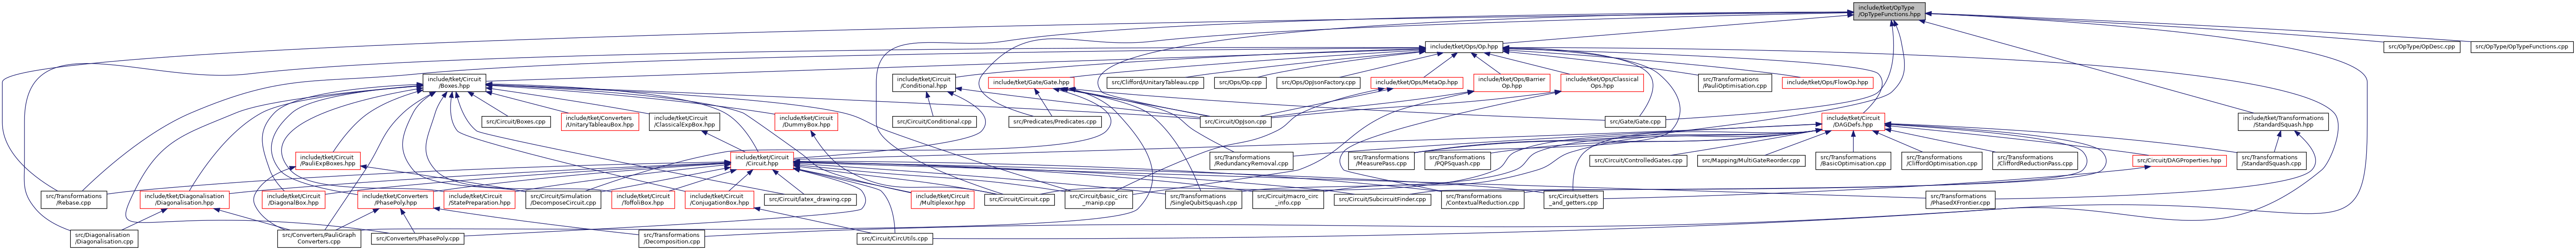 include/tket/OpType
/OpTypeFunctions.hpp
include/tket/Ops/Op.hpp
src/OpType/OpDesc.cpp
src/OpType/OpTypeFunctions.cpp
include/tket/Circuit
/Boxes.hpp
include/tket/Circuit
/Conditional.hpp
include/tket/Gate/Gate.hpp
src/Clifford/UnitaryTableau.cpp
src/Ops/Op.cpp
src/Ops/OpJsonFactory.cpp
include/tket/Ops/MetaOp.hpp
include/tket/Ops/Barrier
Op.hpp
include/tket/Ops/Classical
Ops.hpp
src/Transformations
/PauliOptimisation.cpp
include/tket/Ops/FlowOp.hpp
src/Circuit/Boxes.cpp
include/tket/Converters
/UnitaryTableauBox.hpp
include/tket/Circuit
/ClassicalExpBox.hpp
include/tket/Circuit
/DummyBox.hpp
src/Circuit/Conditional.cpp
src/Predicates/Predicates.cpp
src/Circuit/OpJson.cpp
src/Gate/Gate.cpp
include/tket/Circuit
/DAGDefs.hpp
include/tket/Transformations
/StandardSquash.hpp
include/tket/Circuit
/PauliExpBoxes.hpp
include/tket/Circuit
/Circuit.hpp
src/Transformations
/RedundancyRemoval.cpp
src/Transformations
/MeasurePass.cpp
src/Transformations
/PQPSquash.cpp
src/Circuit/ControlledGates.cpp
src/Mapping/MultiGateReorder.cpp
src/Transformations
/BasicOptimisation.cpp
src/Transformations
/CliffordOptimisation.cpp
src/Transformations
/CliffordReductionPass.cpp
src/Circuit/DAGProperties.hpp
src/Transformations
/StandardSquash.cpp
src/Transformations
/Rebase.cpp
include/tket/Diagonalisation
/Diagonalisation.hpp
include/tket/Circuit
/DiagonalBox.hpp
include/tket/Converters
/PhasePoly.hpp
include/tket/Circuit
/StatePreparation.hpp
src/Circuit/Simulation
/DecomposeCircuit.cpp
include/tket/Circuit
/ToffoliBox.hpp
include/tket/Circuit
/ConjugationBox.hpp
src/Circuit/latex_drawing.cpp
include/tket/Circuit
/Multiplexor.hpp
src/Circuit/Circuit.cpp
src/Circuit/basic_circ
_manip.cpp
src/Transformations
/SingleQubitSquash.cpp
src/Circuit/macro_circ
_info.cpp
src/Circuit/SubcircuitFinder.cpp
src/Transformations
/ContextualReduction.cpp
src/Circuit/setters
_and_getters.cpp
src/Transformations
/PhasedXFrontier.cpp
src/Diagonalisation
/Diagonalisation.cpp
src/Converters/PauliGraph
Converters.cpp
src/Converters/PhasePoly.cpp
src/Transformations
/Decomposition.cpp
src/Circuit/CircUtils.cpp